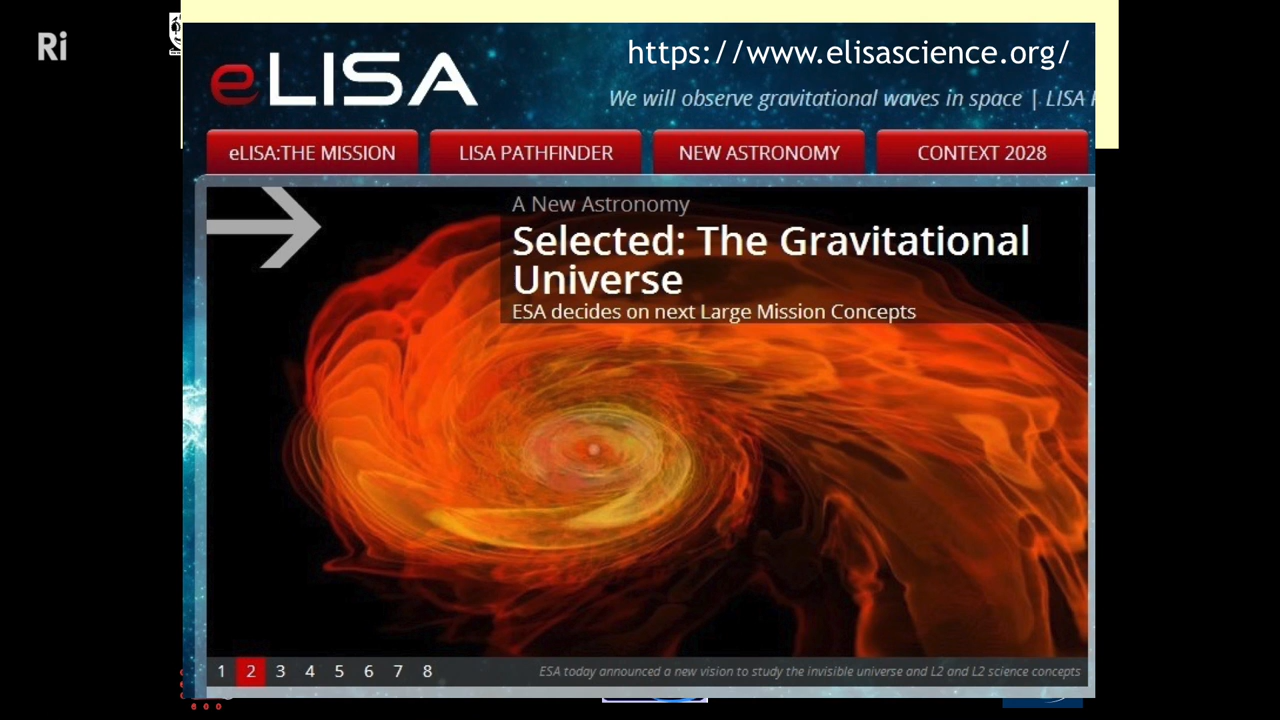 Ri
https://www.elisascience.org/
eLISA
We will observe gravitational waves in space | LISA
eLISA:THE MISSION
LISA PATHFINDER
NEW ASTRONOMY
CONTEXT 2028
A New Astronomy
Selected: The Gravitational
Universe
ESA decides on next Large Mission Concepts
1 2 3 4 5 6 7 8
ESA today announced a new vision to study the invisible universe and L2 and L2 science concepts